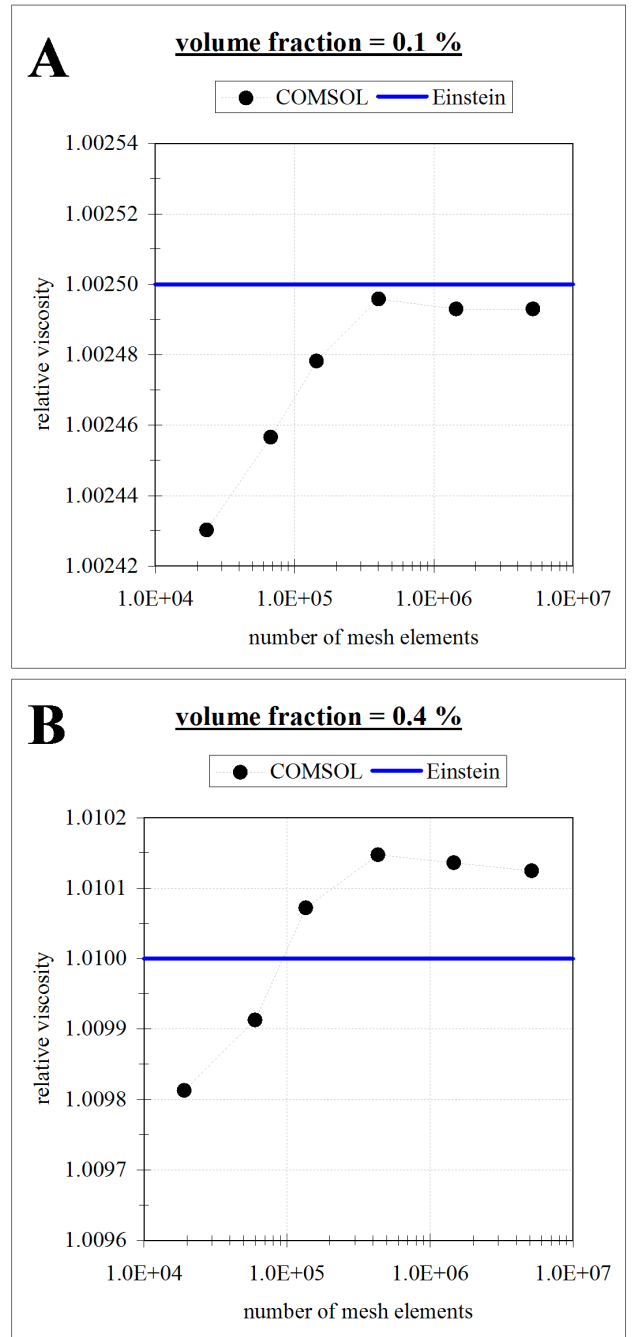 A
volume fraction = 0.1 %
COMSOL Einstein
1.00254
1.00252
1.00250
1.00248
1.00246
1.00244
1.00242
relative viscosity
1.0E+04 1.0E+05 1.0E+06 1.0E+07
number of mesh elements
B
volume fraction = 0.4 %
COMSOL Einstein
1.0102
1.0101
1.0100
1.0099
1.0098
1.0097
1.0096
relative viscosity
1.0E+04 1.0E+05 1.0E+06 1.0E+07
number of mesh elements